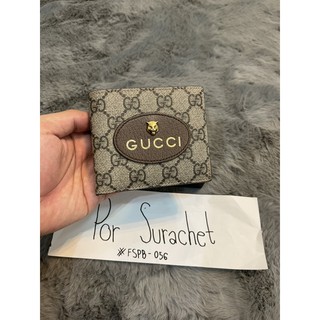 GUCCI
Por Surachet
#FSPB-056